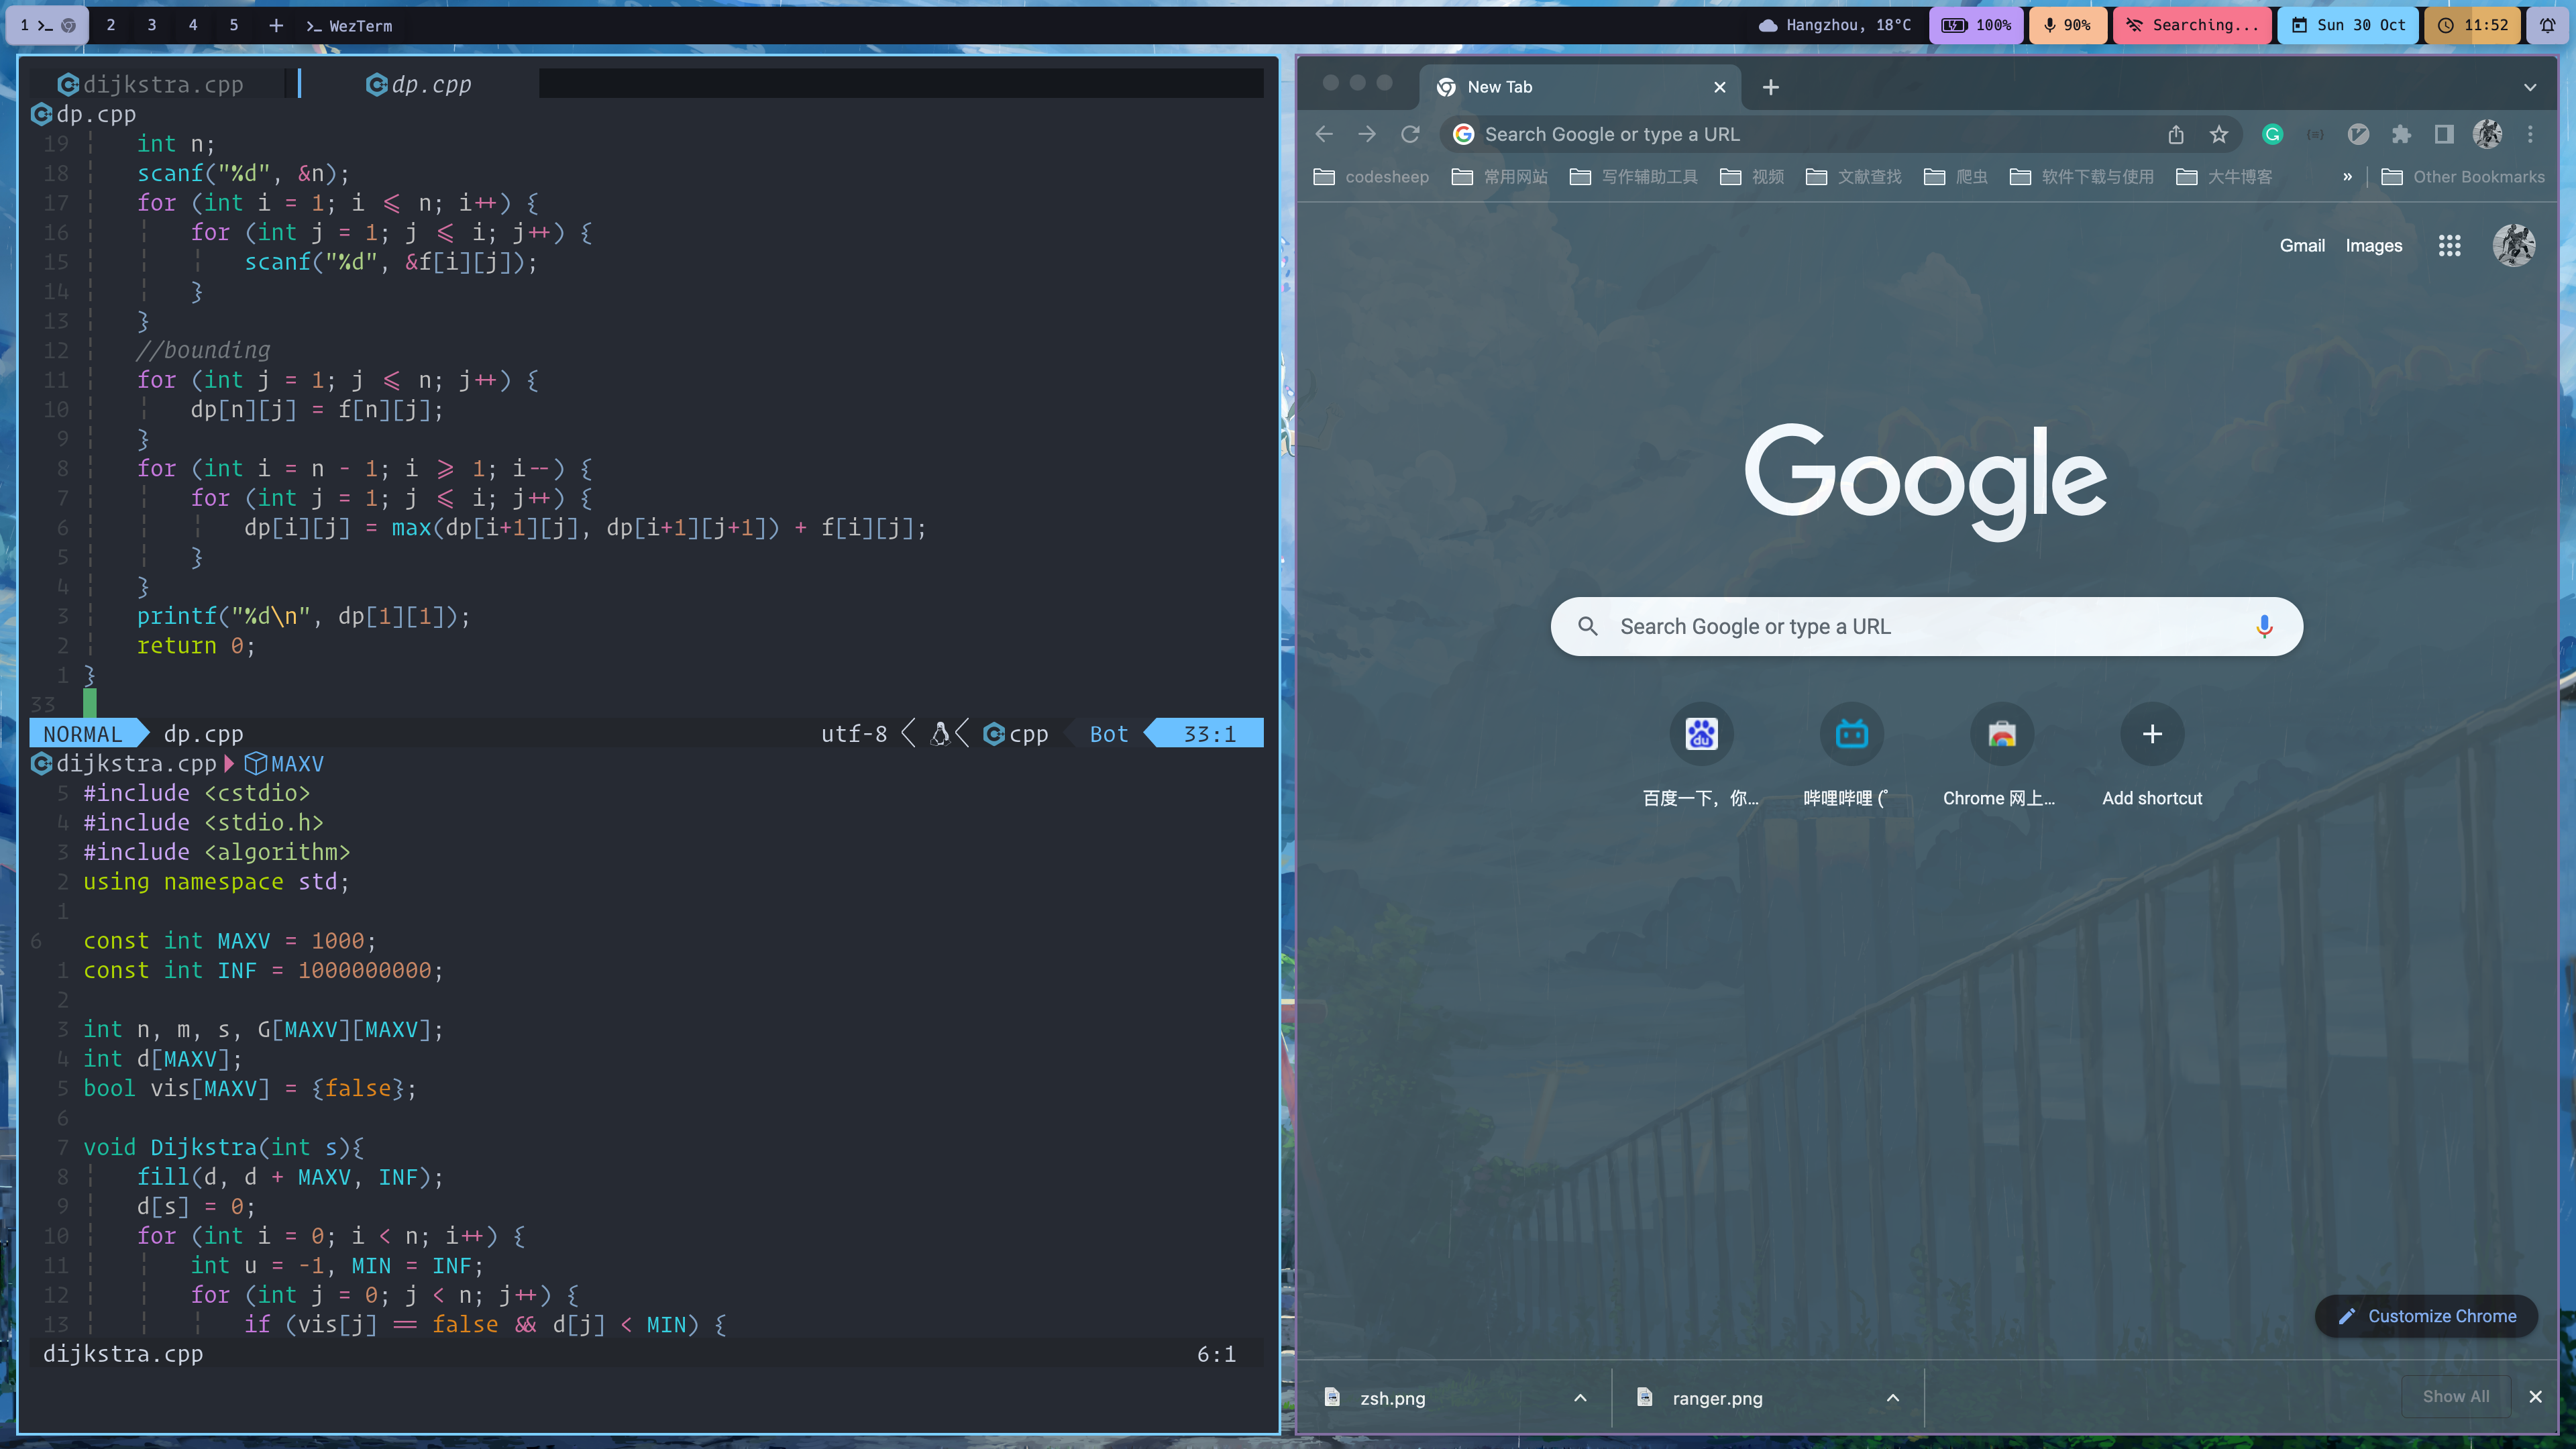 1 >_ 2 3 4 5 + >_ WezTerm Hangzhou, 18°C 100% 90% Searching... Sun 30 Oct 11:52
dijkstra.cpp dp.cpp
dp.cpp
19 int n;
18 scanf("%d", &n);
17 for (int i = 1; i <= n; i++) {
16 for (int j = 1; j <= i; j++) {
15 scanf("%d", &f[i][j]);
14 }
13 }
12 //bounding
11 for (int j = 1; j <= n; j++) {
10 dp[n][j] = f[n][j];
9 }
8 for (int i = n - 1; i >= 1; i--) {
7 for (int j = 1; j <= i; j++) {
6 dp[i][j] = max(dp[i+1][j], dp[i+1][j+1]) + f[i][j];
5 }
4 }
3 printf("%d\n", dp[1][1]);
2 return 0;
1 }
33
NORMAL dp.cpp utf-8 cpp Bot 33:1
dijkstra.cpp MAXV
5 #include <cstdio>
4 #include <stdio.h>
3 #include <algorithm>
2 using namespace std;
1
6 const int MAXV = 1000;
1 const int INF = 1000000000;
2
3 int n, m, s, G[MAXV][MAXV];
4 int d[MAXV];
5 bool vis[MAXV] = {false};
6
7 void Dijkstra(int s){
8 fill(d, d + MAXV, INF);
9 d[s] = 0;
10 for (int i = 0; i < n; i++) {
11 int u = -1, MIN = INF;
12 for (int j = 0; j < n; j++) {
13 if (vis[j] == false && d[j] < MIN) {
dijkstra.cpp 6:1
New Tab
Search Google or type a URL
codesheep 常用网站 写作辅助工具 视频 文献查找 爬虫 软件下载与使用 大牛博客 » Other Bookmarks
Gmail Images
Google
Search Google or type a URL
百度一下，你... 哔哩哔哩 (゜ Chrome 网上... Add shortcut
Customize Chrome
zsh.png ranger.png Show All